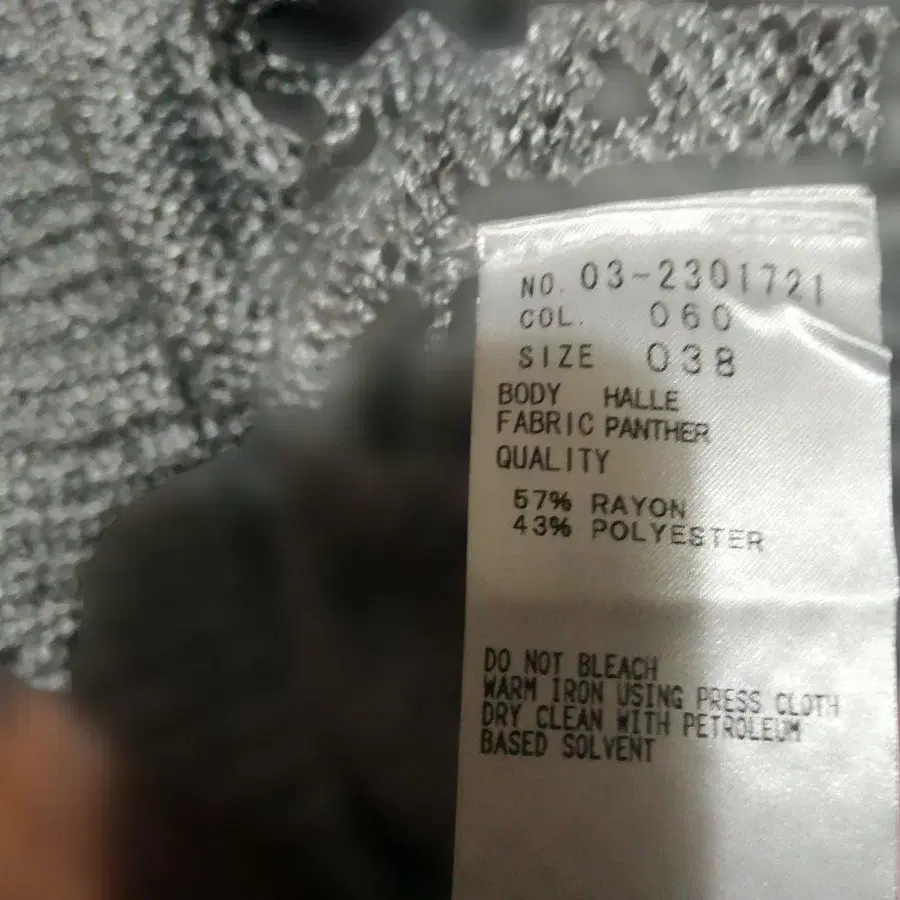 NO. 03-2301721
COL. 060
SIZE 038
BODY HALLE
FABRIC PANTHER
QUALITY
57% RAYON
43% POLYESTER
DO NOT BLEACH
WARM IRON USING PRESS CLOTH
DRY CLEAN WITH PETROLEUM
BASED SOLVENT